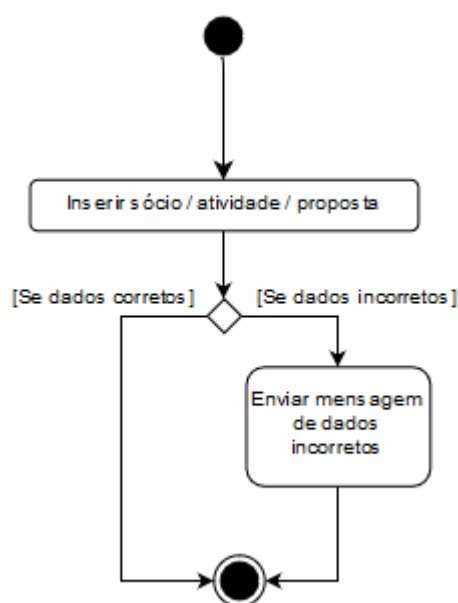 Inserir sócio / atividade / proposta
[Se dados corretos]
[Se dados incorretos]
Enviar mensagem
de dados
incorretos